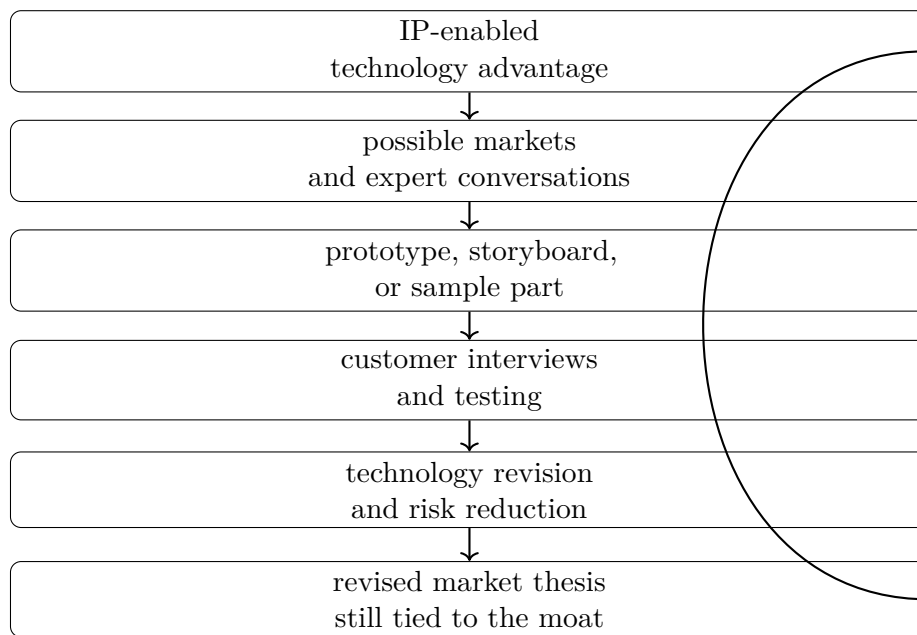 IP-enabled
technology advantage
possible markets
and expert conversations
prototype, storyboard,
or sample part
customer interviews
and testing
technology revision
and risk reduction
revised market thesis
still tied to the moat